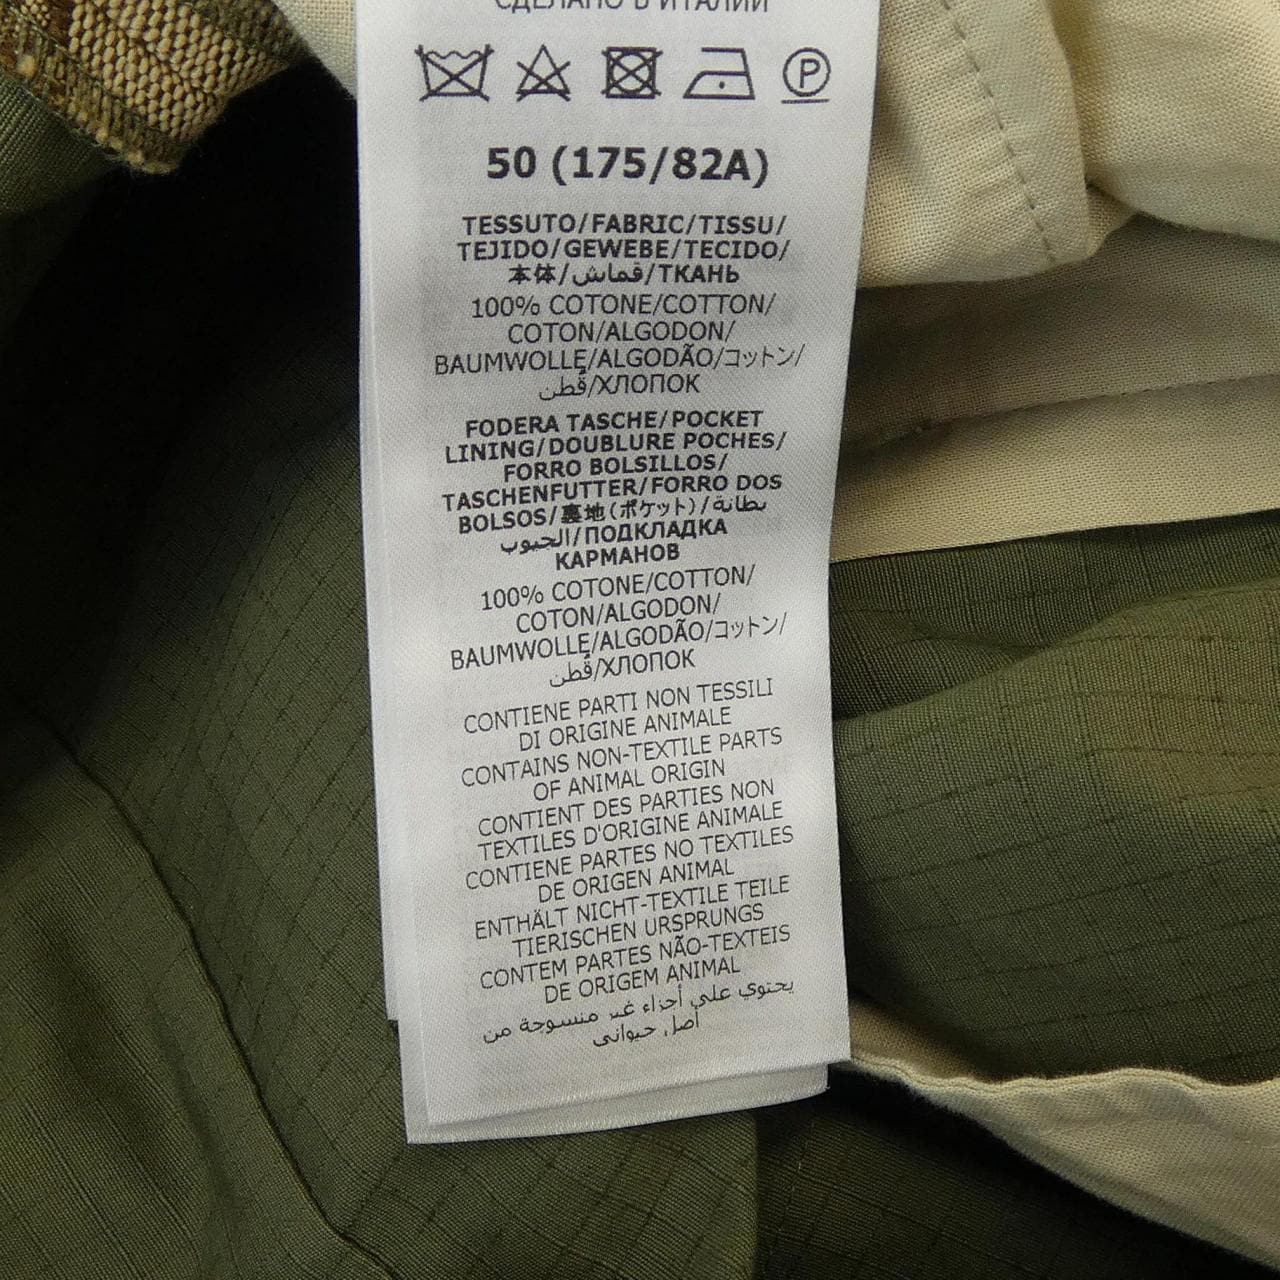 СДЕЛАНО В ИТАЛИИ
P
50 (175/82A)
TESSUTO/FABRIC/TISSU/
TEJIDO/GEWEBE/TECIDO/
本体/قماش/ТКАНЬ
100% COTONE/COTTON/
COTON/ALGODON/
BAUMWOLLE/ALGODÃO/コットン/
قطن/ХЛОПОК
FODERA TASCHE/POCKET
LINING/DOUBLURE POCHES/
FORRO BOLSILLOS/
TASCHENFUTTER/FORRO DOS
BOLSOS/裏地(ポケット)/بطانة
الجيوب/ПОДКЛАДКА
КАРМАНОВ
100% COTONE/COTTON/
COTON/ALGODON/
BAUMWOLLE/ALGODÃO/コットン/
قطن/ХЛОПОК
CONTIENE PARTI NON TESSILI
DI ORIGINE ANIMALE
CONTAINS NON-TEXTILE PARTS
OF ANIMAL ORIGIN
CONTIENT DES PARTIES NON
TEXTILES D'ORIGINE ANIMALE
CONTIENE PARTES NO TEXTILES
DE ORIGEN ANIMAL
ENTHÄLT NICHT-TEXTILE TEILE
TIERISCHEN URSPRUNGS
CONTEM PARTES NÃO-TEXTEIS
DE ORIGEM ANIMAL
يحتوي علي أجزاء غير منسوجة من
أصل حيواني